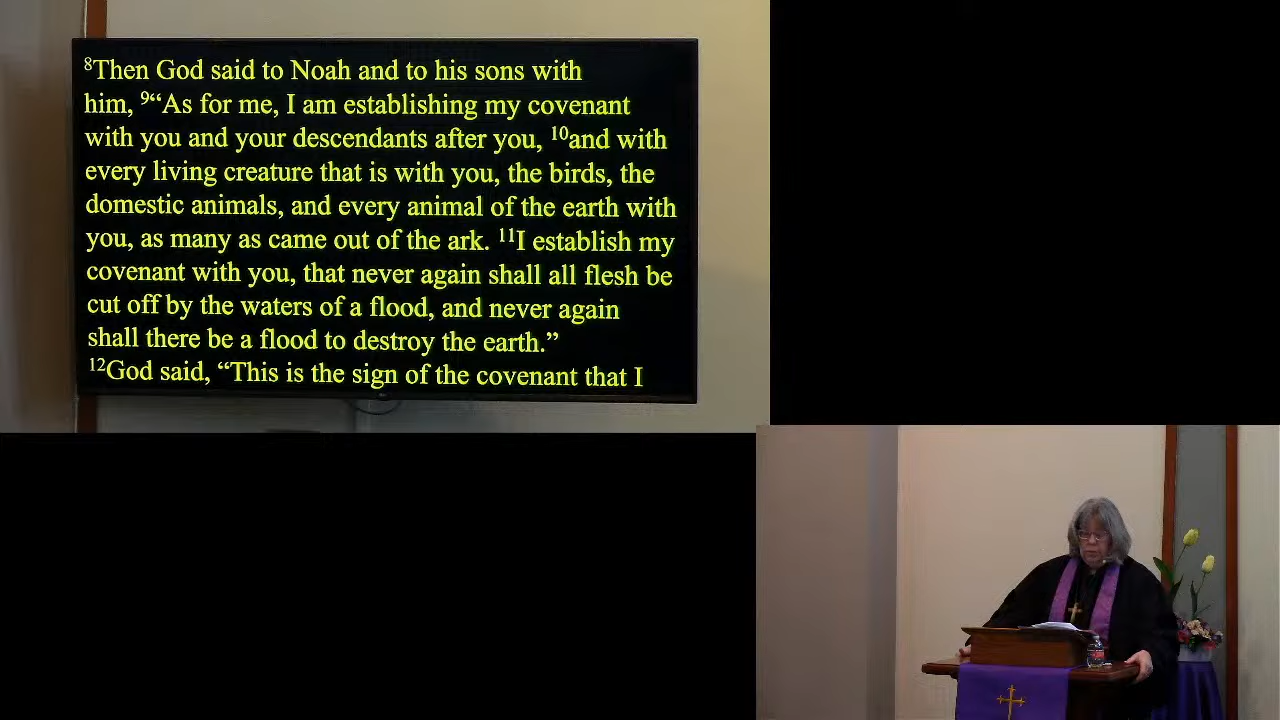 ⁸Then God said to Noah and to his sons with
him, ⁹“As for me, I am establishing my covenant
with you and your descendants after you, ¹⁰and with
every living creature that is with you, the birds, the
domestic animals, and every animal of the earth with
you, as many as came out of the ark. ¹¹I establish my
covenant with you, that never again shall all flesh be
cut off by the waters of a flood, and never again
shall there be a flood to destroy the earth.”
¹²God said, “This is the sign of the covenant that I